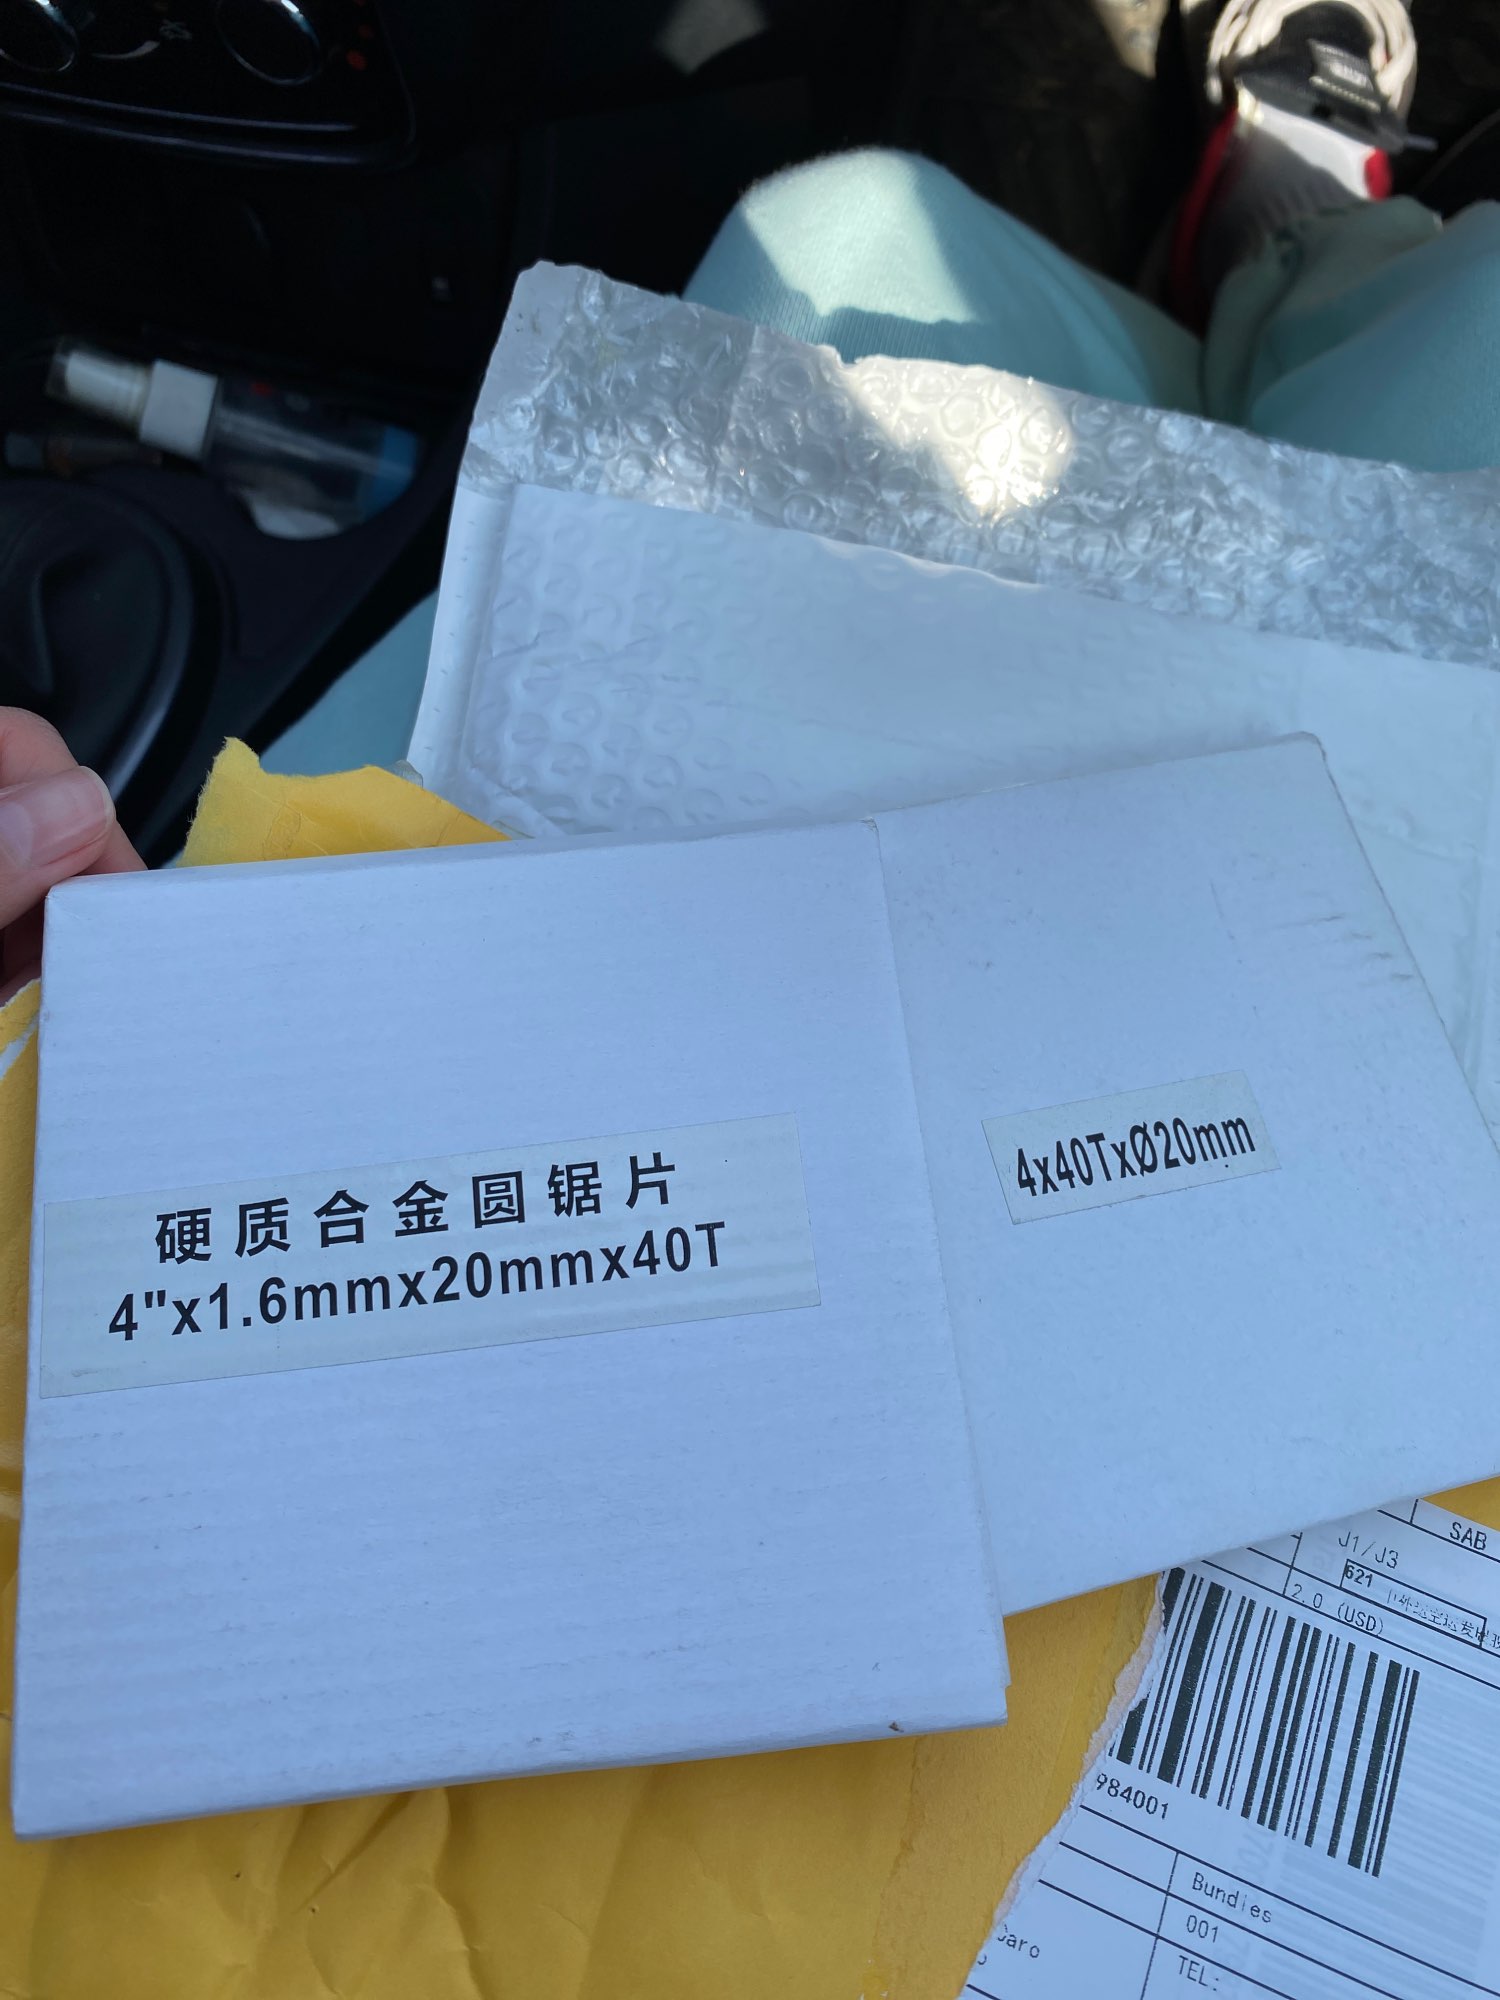 硬质合金圆锯片
4"x1.6mmx20mmx40T
4x40TxØ20mm
SAB
J1/J3
621
2.0 (USD)
984001
Bundies
001
TEL: